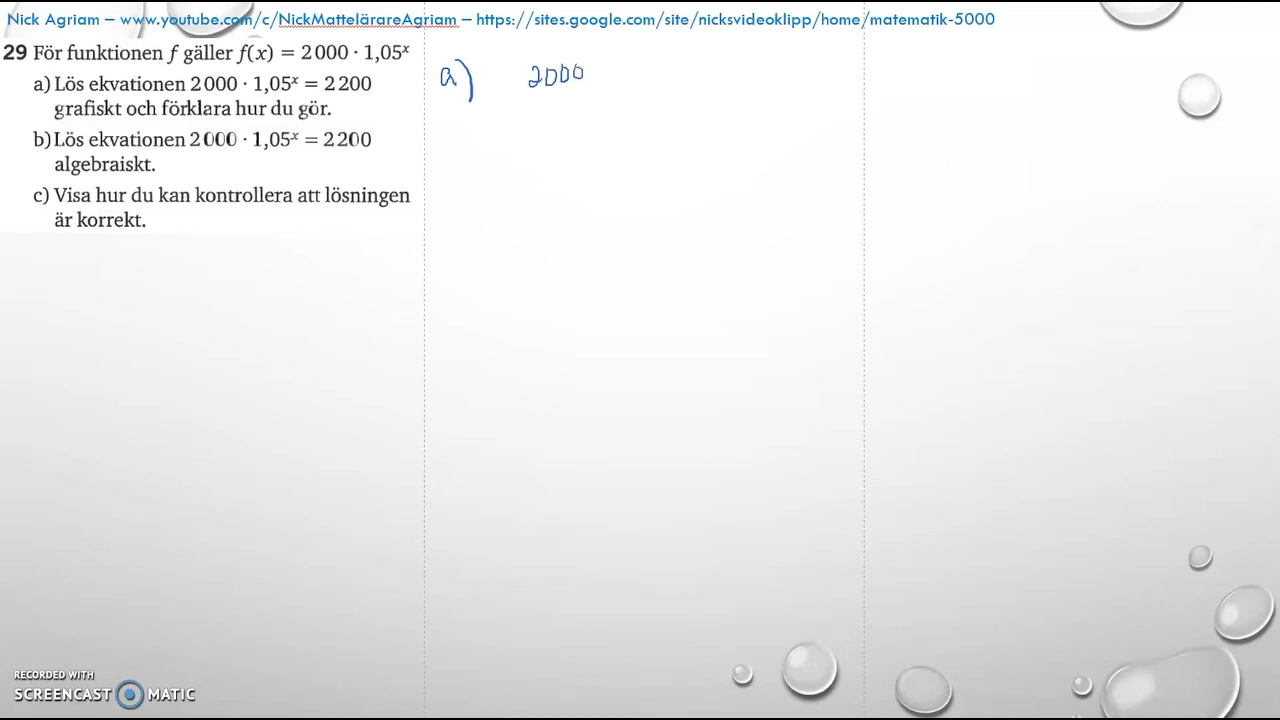 Nick Agriam – www.youtube.com/c/NickMattelärareAgriam – https://sites.google.com/site/nicksvideoklipp/home/matematik-5000
29 För funktionen f gäller f(x) = 2 000 · 1,05ˣ
a) Lös ekvationen 2 000 · 1,05ˣ = 2 200
grafiskt och förklara hur du gör.
b) Lös ekvationen 2 000 · 1,05ˣ = 2 200
algebraiskt.
c) Visa hur du kan kontrollera att lösningen
är korrekt.
a) 2000
RECORDED WITH
SCREENCAST MATIC